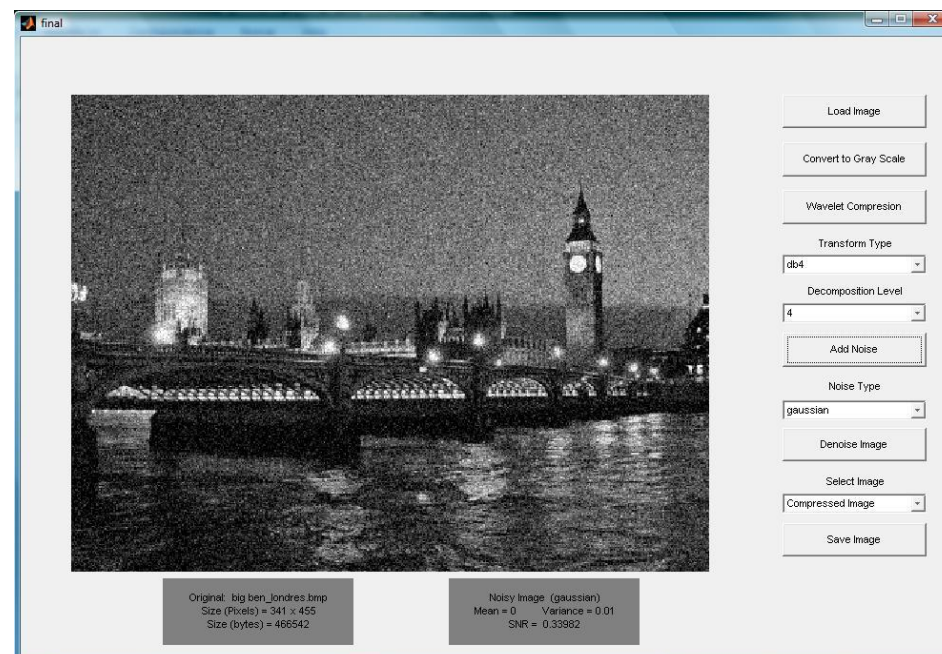 final
Load Image
Convert to Gray Scale
Wavelet Compresion
Transform Type
db4
Decomposition Level
4
Add Noise
Noise Type
gaussian
Denoise Image
Select Image
Compressed Image
Save Image
Original: big ben_londres.bmp
Size (Pixels) = 341 x 455
Size (bytes) = 466542
Noisy Image (gaussian)
Mean = 0 Variance = 0.01
SNR = 0.33982